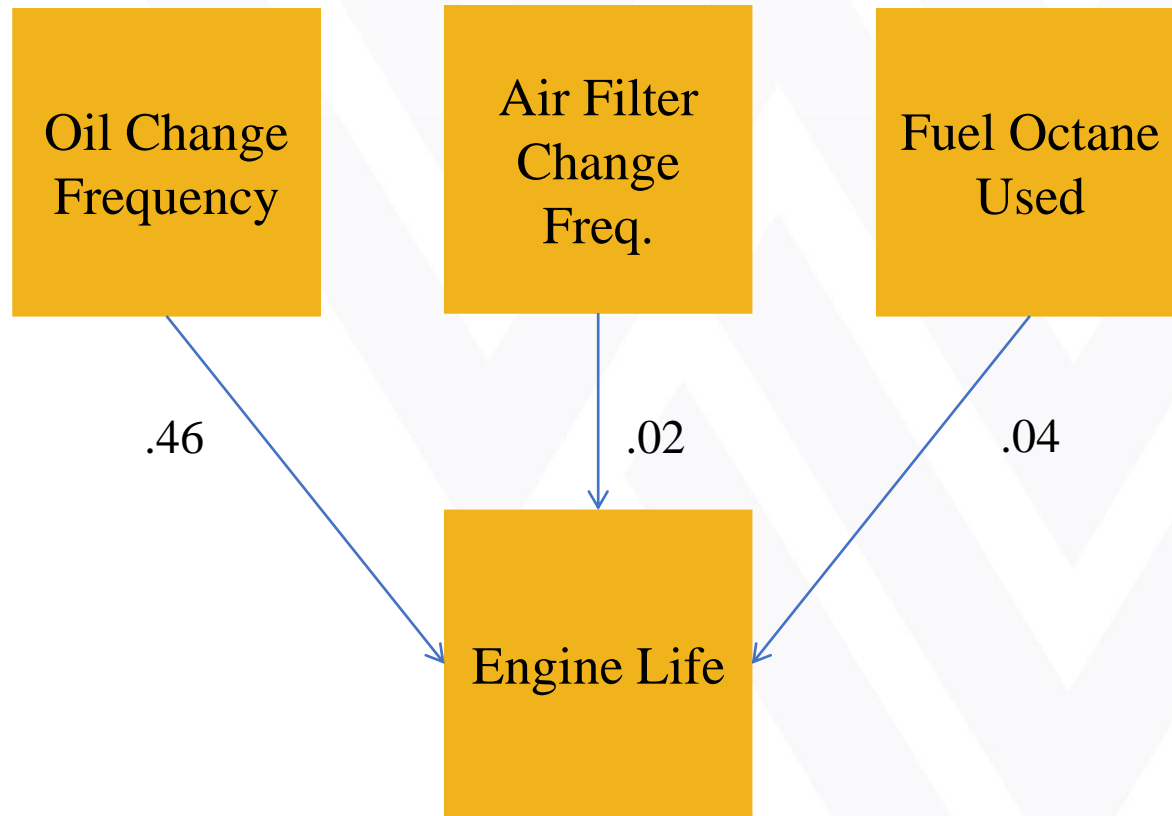 Oil Change
Frequency
Air Filter
Change
Freq.
Fuel Octane
Used
.46
.02
.04
Engine Life